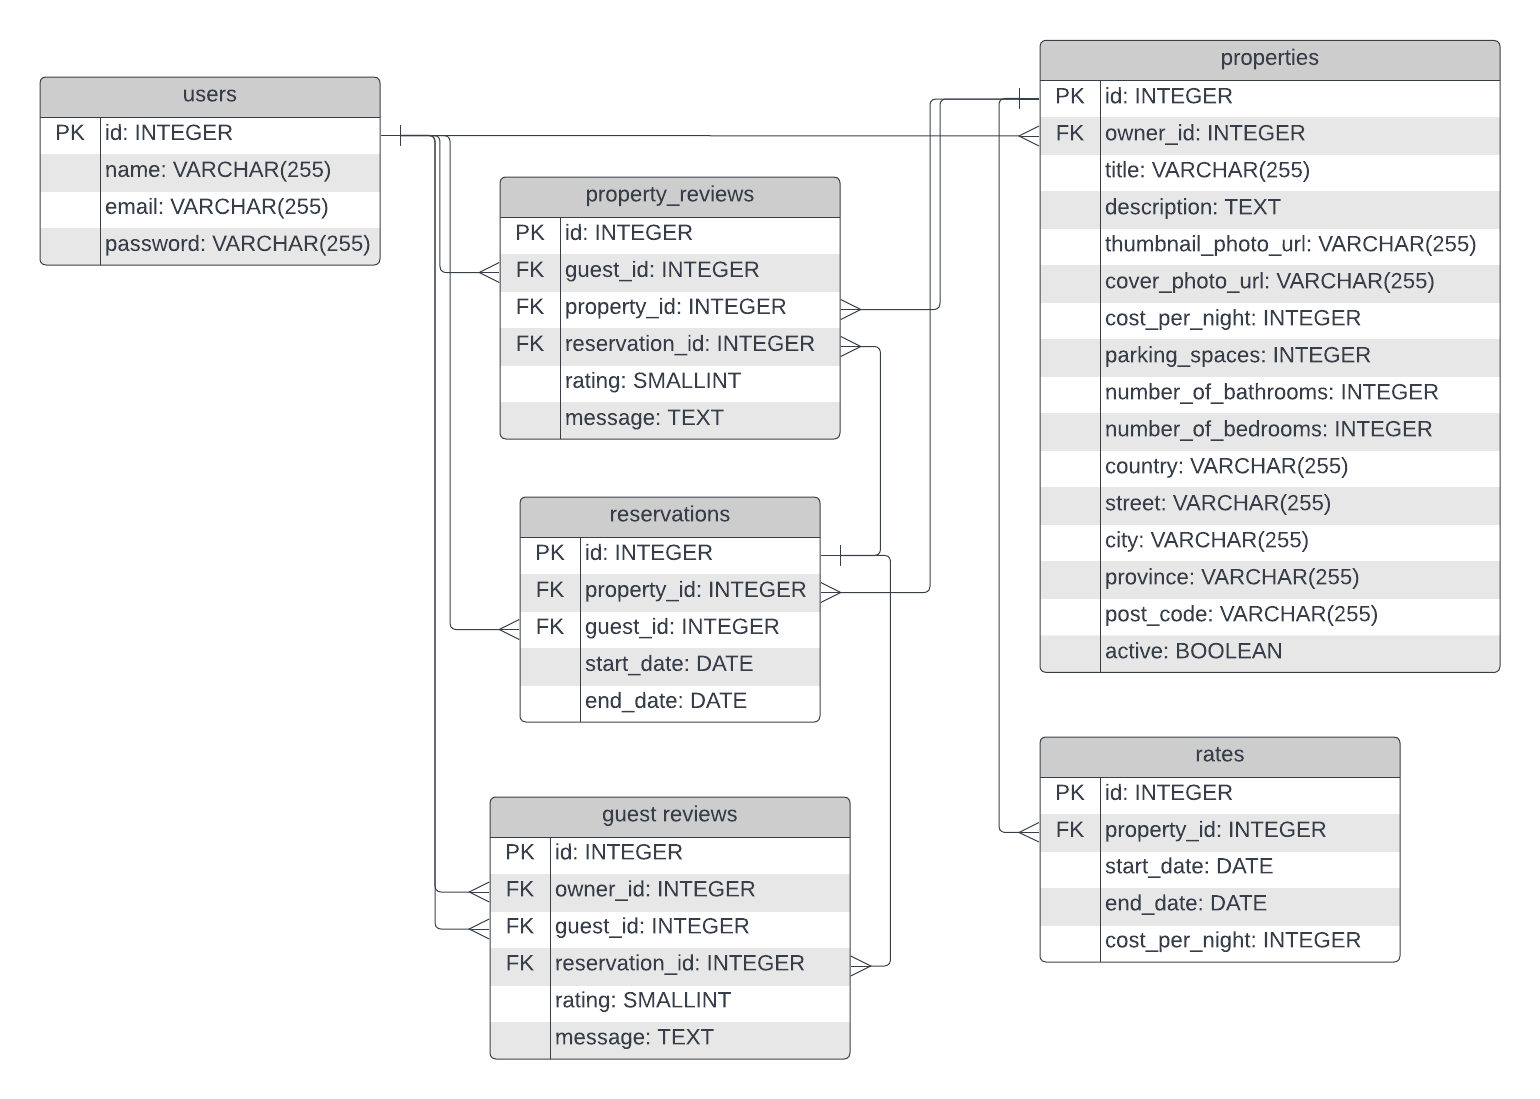 users
PK id: INTEGER
name: VARCHAR(255)
email: VARCHAR(255)
password: VARCHAR(255)
property_reviews
PK id: INTEGER
FK guest_id: INTEGER
FK property_id: INTEGER
FK reservation_id: INTEGER
rating: SMALLINT
message: TEXT
reservations
PK id: INTEGER
FK property_id: INTEGER
FK guest_id: INTEGER
start_date: DATE
end_date: DATE
guest reviews
PK id: INTEGER
FK owner_id: INTEGER
FK guest_id: INTEGER
FK reservation_id: INTEGER
rating: SMALLINT
message: TEXT
properties
PK id: INTEGER
FK owner_id: INTEGER
title: VARCHAR(255)
description: TEXT
thumbnail_photo_url: VARCHAR(255)
cover_photo_url: VARCHAR(255)
cost_per_night: INTEGER
parking_spaces: INTEGER
number_of_bathrooms: INTEGER
number_of_bedrooms: INTEGER
country: VARCHAR(255)
street: VARCHAR(255)
city: VARCHAR(255)
province: VARCHAR(255)
post_code: VARCHAR(255)
active: BOOLEAN
rates
PK id: INTEGER
FK property_id: INTEGER
start_date: DATE
end_date: DATE
cost_per_night: INTEGER